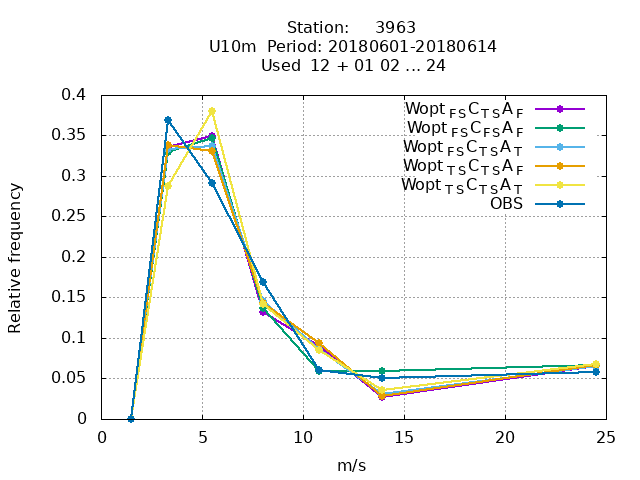 Station: 3963
U10m Period: 20180601-20180614
Used 12 + 01 02 ... 24
Wopt FS C TS A F
Wopt FS C FS A F
Wopt FS C TS A T
Wopt TS C TS A F
Wopt TS C TS A T
OBS
Relative frequency
0.4
0.35
0.3
0.25
0.2
0.15
0.1
0.05
0
0 5 10 15 20 25
m/s